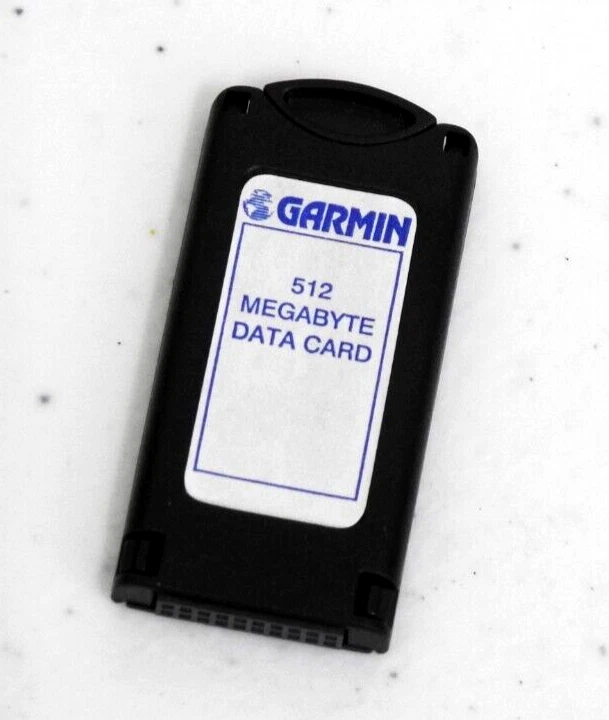 GARMIN
512
MEGABYTE
DATA CARD